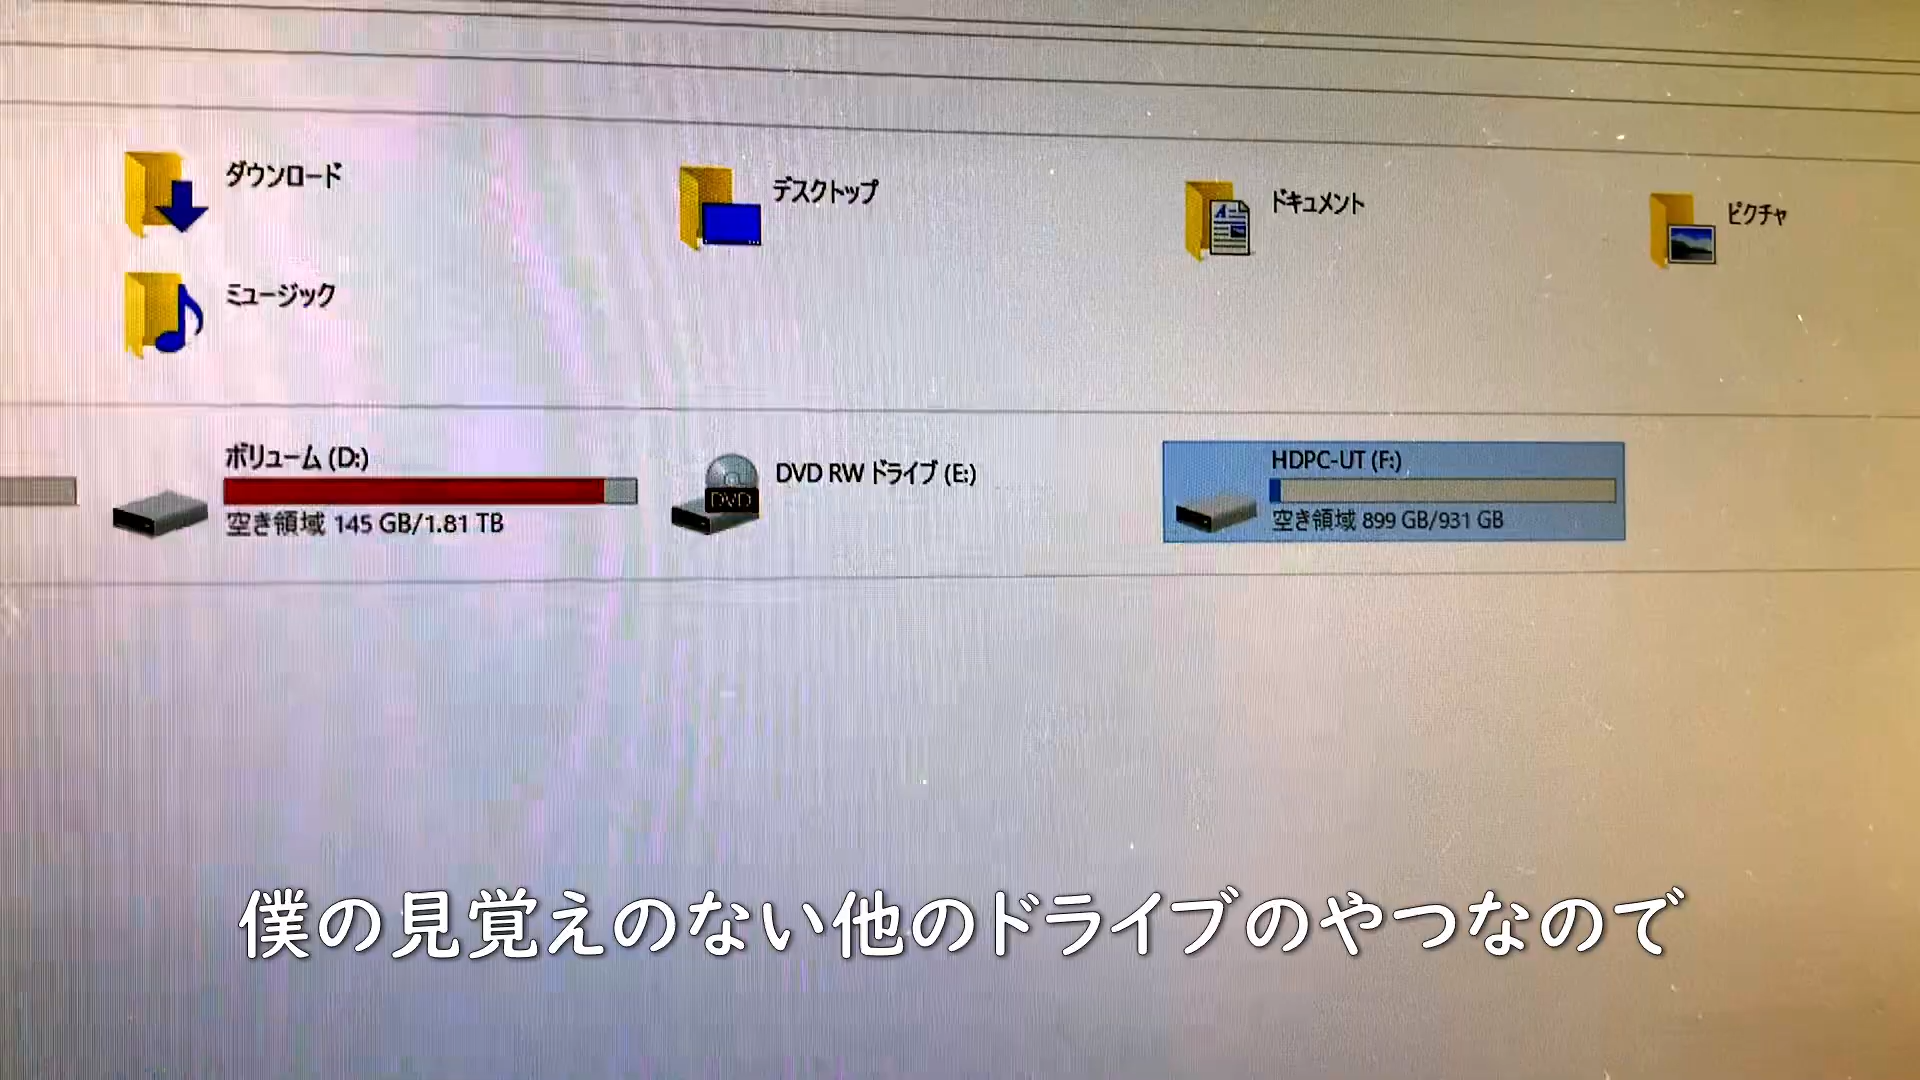 ダウンロード
デスクトップ
ドキュメント
ピクチャ
ミュージック
ボリューム (D:)
空き領域 145 GB/1.81 TB
DVD
DVD RW ドライブ (E:)
HDPC-UT (F:)
空き領域 899 GB/931 GB
僕の見覚えのない他のドライブのやつなので